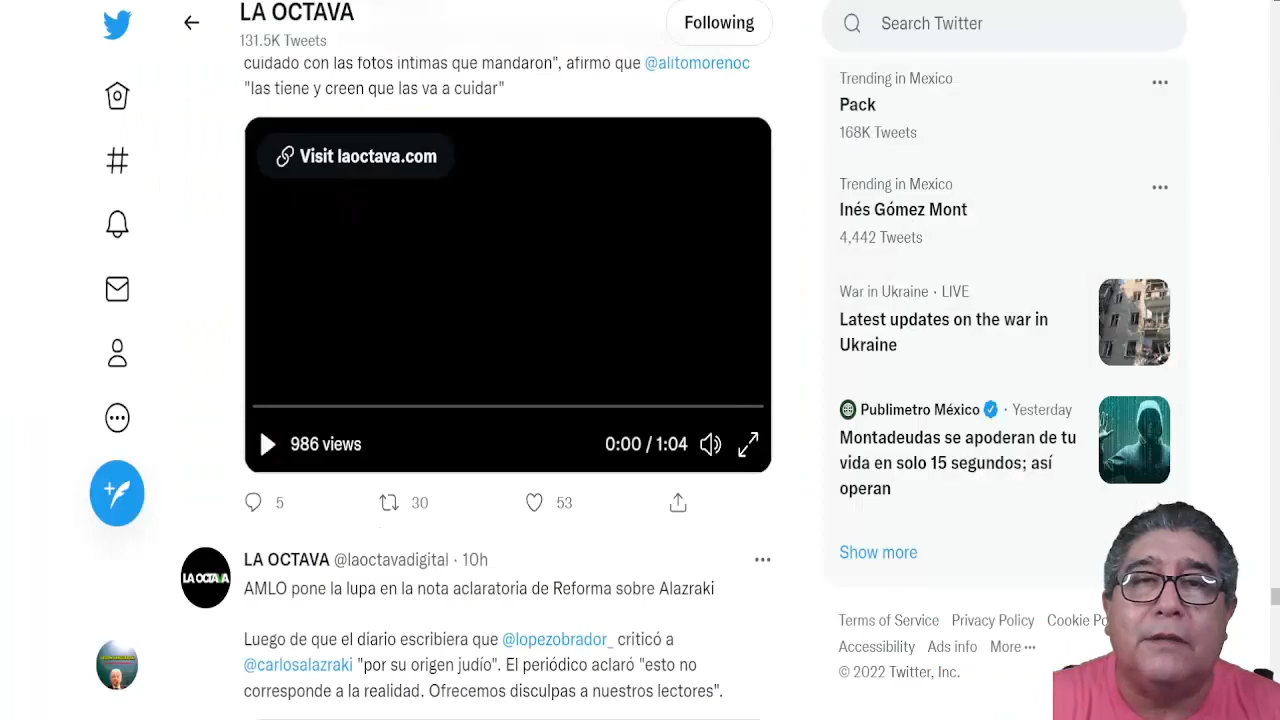 LA OCTAVA
131.5K Tweets
Following
cuidado con las fotos intimas que mandaron", afirmo que @alitomorenoc
"las tiene y creen que las va a cuidar"
Visit laoctava.com
986 views
0:00 / 1:04
5
30
53
LA OCTAVA @laoctavadigital · 10h
LA OCTAVA
AMLO pone la lupa en la nota aclaratoria de Reforma sobre Alazraki
Luego de que el diario escribiera que @lopezobrador_ criticó a
@carlosalazraki "por su origen judío". El periódico aclaró "esto no
corresponde a la realidad. Ofrecemos disculpas a nuestros lectores".
Search Twitter
Trending in Mexico
Pack
168K Tweets
Trending in Mexico
Inés Gómez Mont
4,442 Tweets
War in Ukraine · LIVE
Latest updates on the war in
Ukraine
Publimetro México · Yesterday
Montadeudas se apoderan de tu
vida en solo 15 segundos; así
operan
Show more
Terms of Service Privacy Policy Cookie Po
Accessibility Ads info More
© 2022 Twitter, Inc.